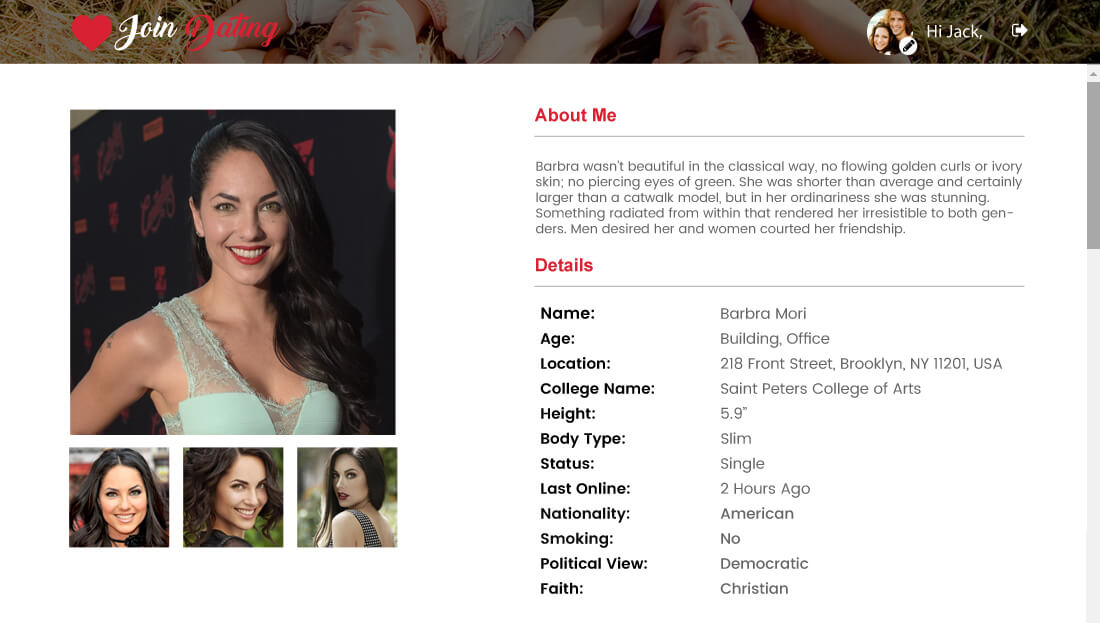 Join Dating
Hi Jack,
About Me
Barbra wasn't beautiful in the classical way, no flowing golden curls or ivory
skin; no piercing eyes of green. She was shorter than average and certainly
larger than a catwalk model, but in her ordinariness she was stunning.
Something radiated from within that rendered her irresistible to both gen-
ders. Men desired her and women courted her friendship.
Details
Name: Barbra Mori
Age: Building, Office
Location: 218 Front Street, Brooklyn, NY 11201, USA
College Name: Saint Peters College of Arts
Height: 5.9”
Body Type: Slim
Status: Single
Last Online: 2 Hours Ago
Nationality: American
Smoking: No
Political View: Democratic
Faith: Christian